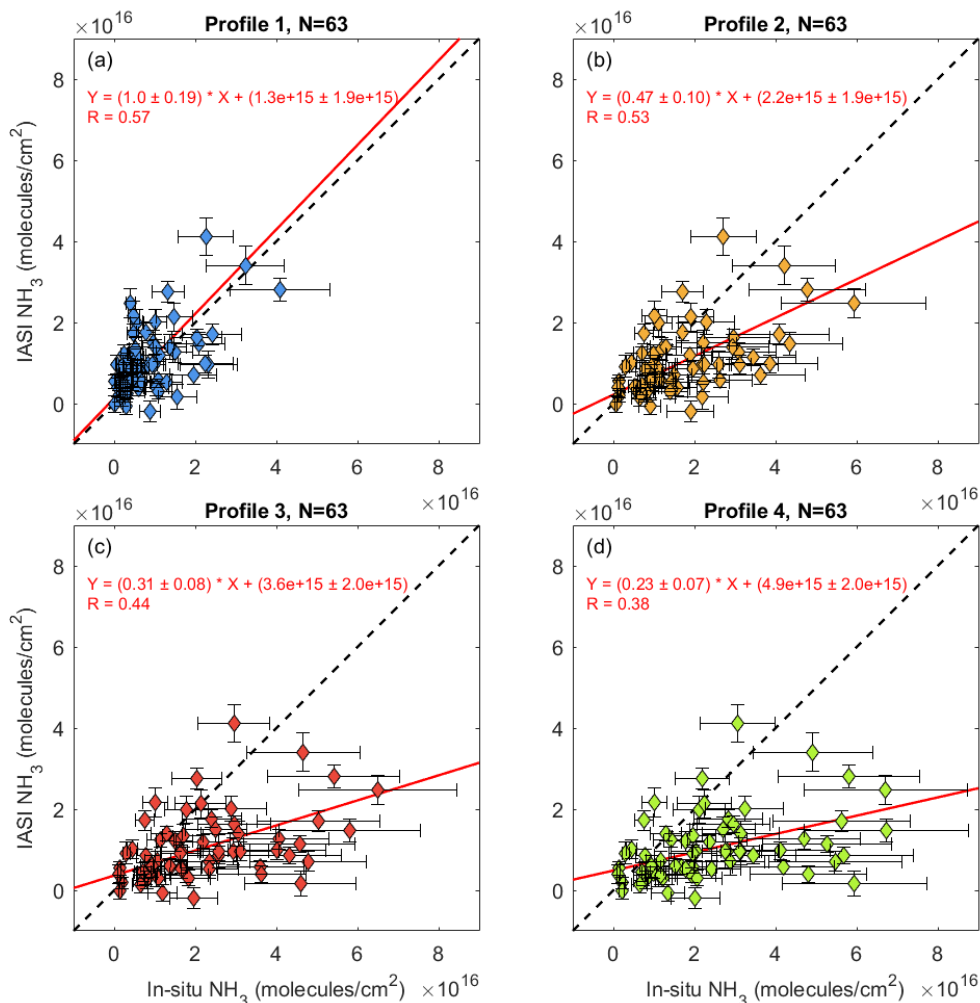 ×10^16
Profile 1, N=63
(a)
Y = (1.0 ± 0.19) * X + (1.3e+15 ± 1.9e+15)
R = 0.57
8
6
4
2
0
IASI NH3 (molecules/cm2)
0 2 4 6 8
×10^16
×10^16
Profile 2, N=63
(b)
Y = (0.47 ± 0.10) * X + (2.2e+15 ± 1.9e+15)
R = 0.53
8
6
4
2
0
0 2 4 6 8
×10^16
×10^16
Profile 3, N=63
(c)
Y = (0.31 ± 0.08) * X + (3.6e+15 ± 2.0e+15)
R = 0.44
8
6
4
2
0
IASI NH3 (molecules/cm2)
0 2 4 6 8
In-situ NH3 (molecules/cm2)
×10^16
×10^16
Profile 4, N=63
(d)
Y = (0.23 ± 0.07) * X + (4.9e+15 ± 2.0e+15)
R = 0.38
8
6
4
2
0
0 2 4 6 8
In-situ NH3 (molecules/cm2)
×10^16